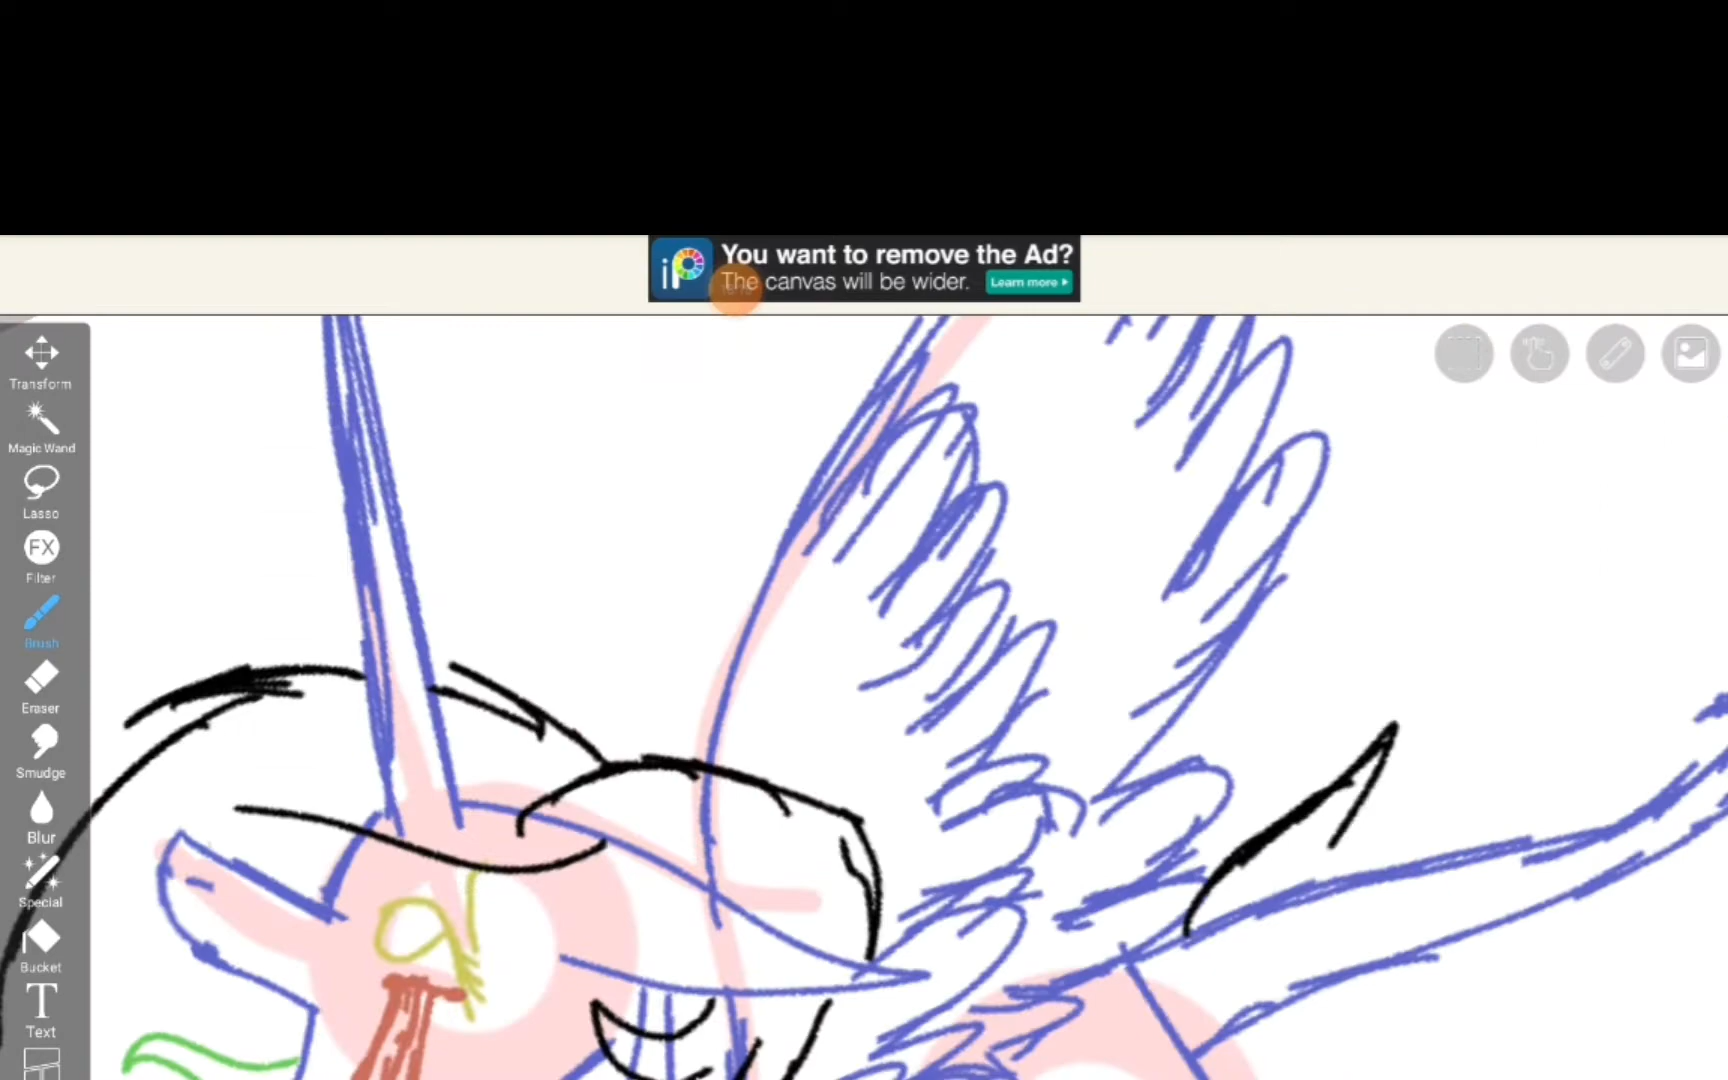 iP
You want to remove the Ad?
The canvas will be wider.
Learn more
Transform
Magic Wand
Lasso
FX
Filter
Brush
Eraser
Smudge
Blur
Special
Bucket
T
Text